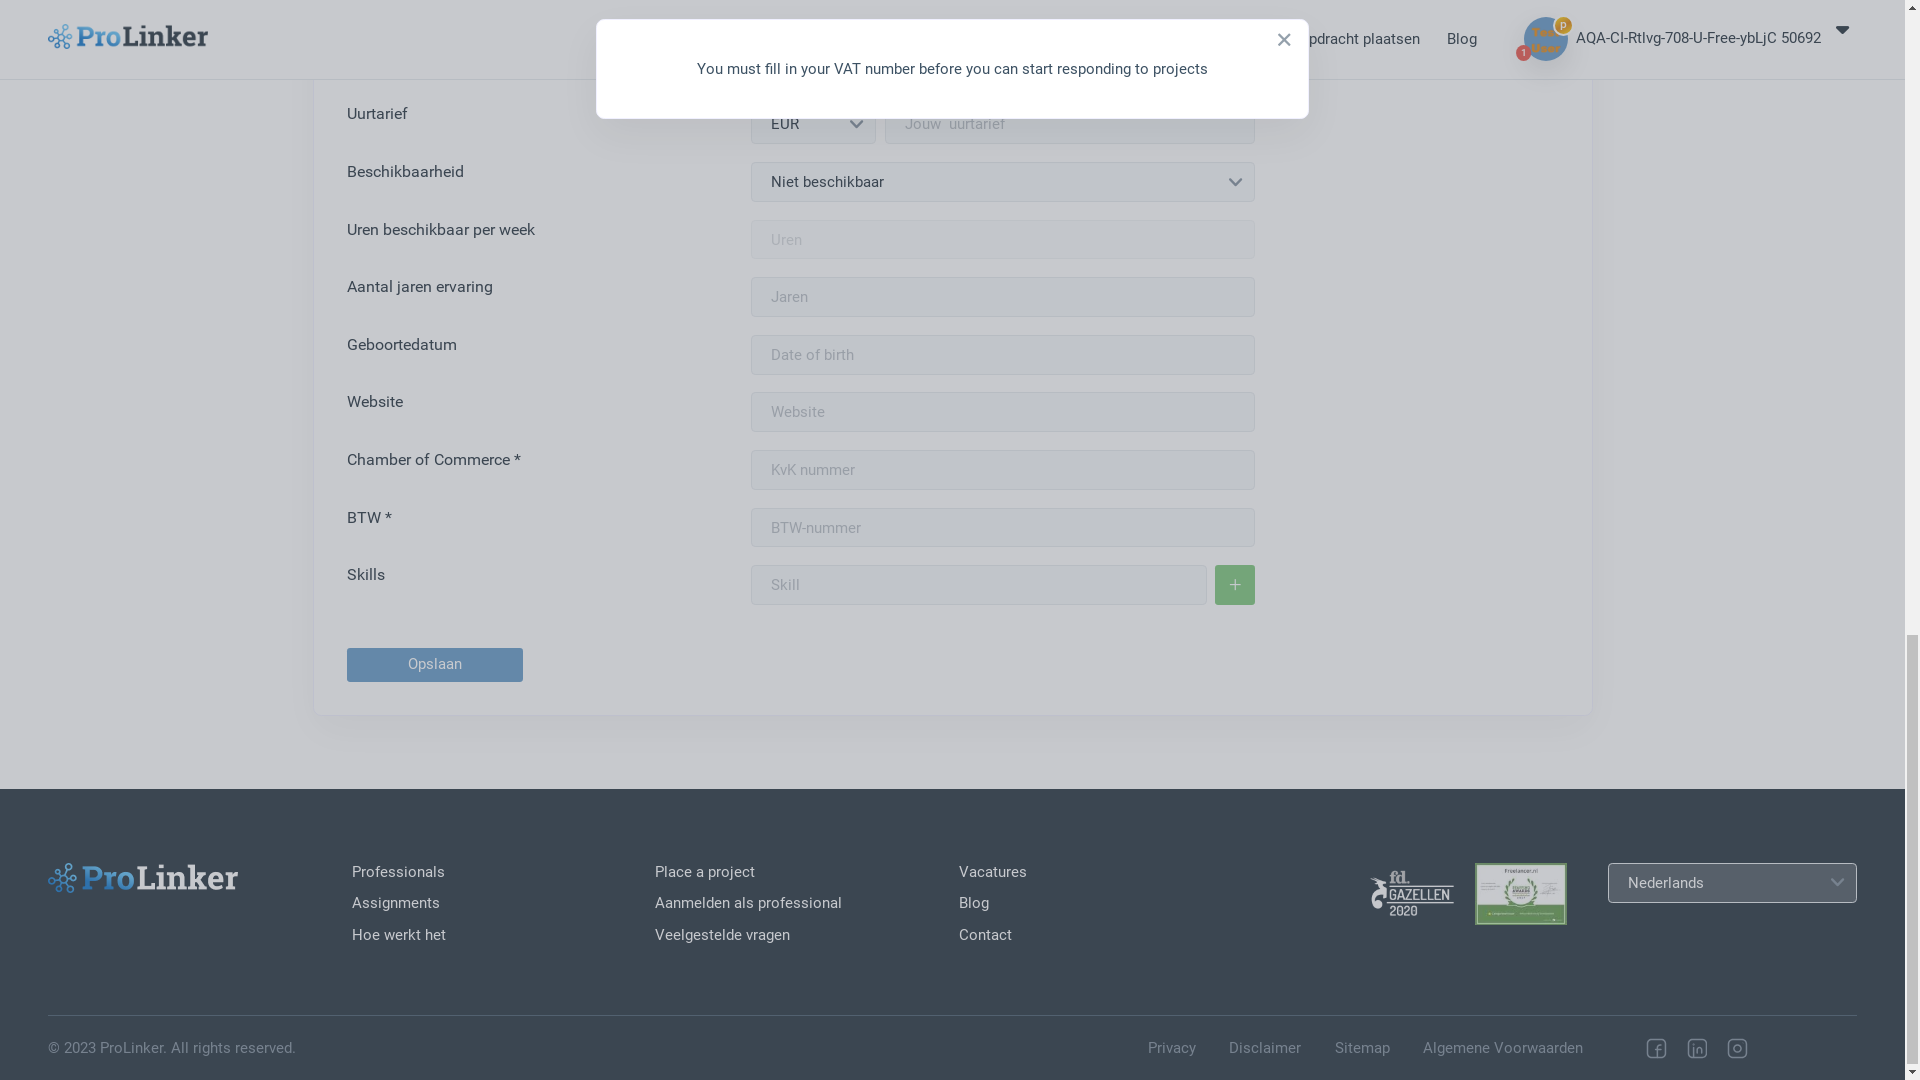 ProLinker
pdracht plaatsen
Blog
P
1
AQA-CI-Rtlvg-708-U-Free-ybLjC 50692
You must fill in your VAT number before you can start responding to projects
Uurtarief
EUR
Jouw uurtarief
Beschikbaarheid
Niet beschikbaar
Uren beschikbaar per week
Uren
Aantal jaren ervaring
Jaren
Geboortedatum
Date of birth
Website
Website
Chamber of Commerce *
KvK nummer
BTW *
BTW-nummer
Skills
Skill
+
Opslaan
ProLinker
Professionals
Assignments
Hoe werkt het
Place a project
Aanmelden als professional
Veelgestelde vragen
Vacatures
Blog
Contact
fd.
GAZELLEN
2020
Freelancer.nl
Nederlands
© 2023 ProLinker. All rights reserved.
Privacy
Disclaimer
Sitemap
Algemene Voorwaarden